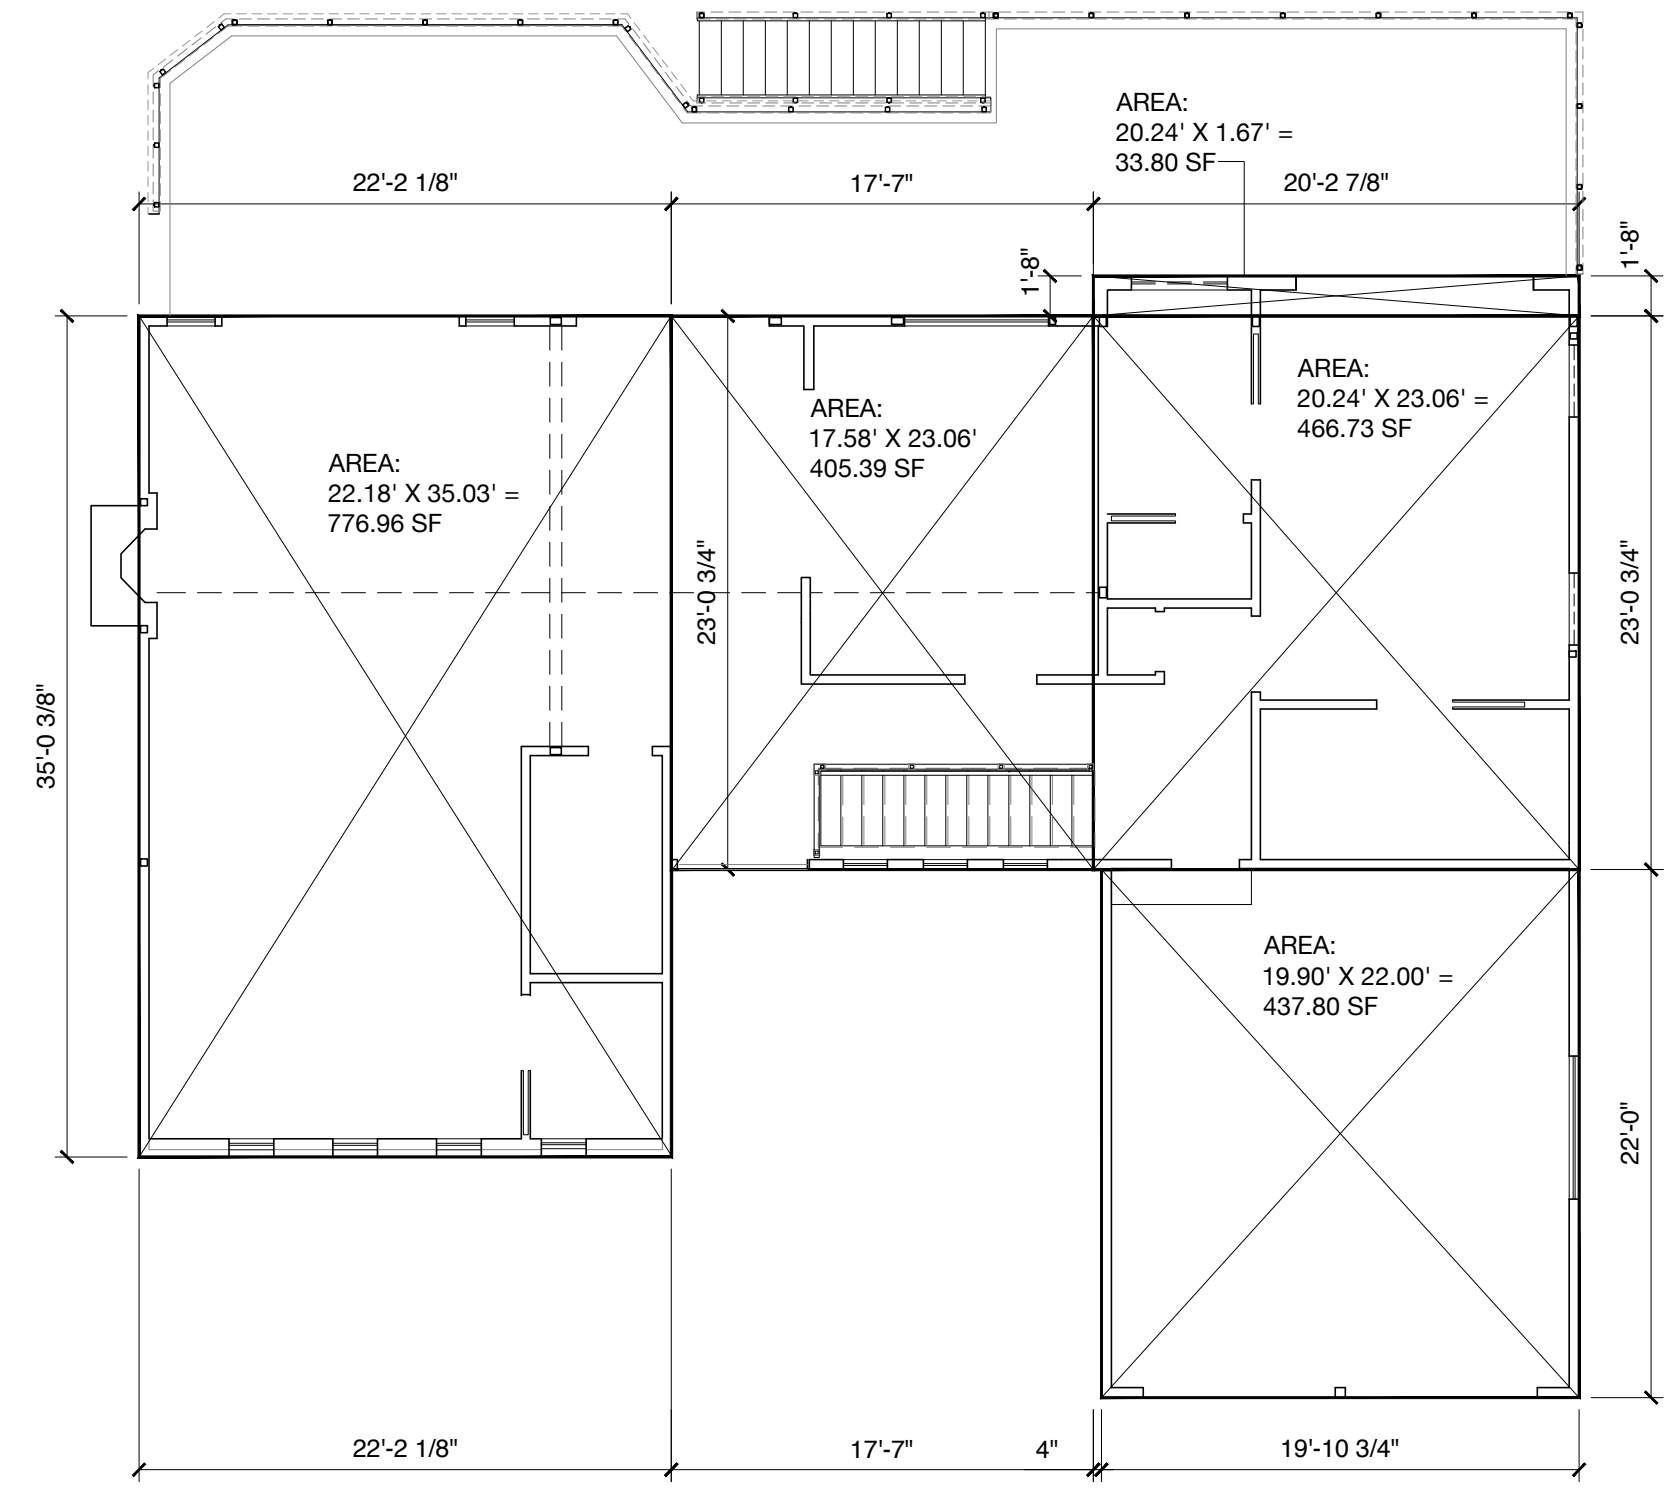 AREA:
20.24' X 1.67' =
33.80 SF
22'-2 1/8"
17'-7"
20'-2 7/8"
1'-8"
1'-8"
AREA:
20.24' X 23.06' =
466.73 SF
AREA:
17.58' X 23.06'
405.39 SF
AREA:
22.18' X 35.03' =
776.96 SF
23'-0 3/4"
23'-0 3/4"
35'-0 3/8"
AREA:
19.90' X 22.00' =
437.80 SF
22'-0"
22'-2 1/8"
17'-7"
4"
19'-10 3/4"